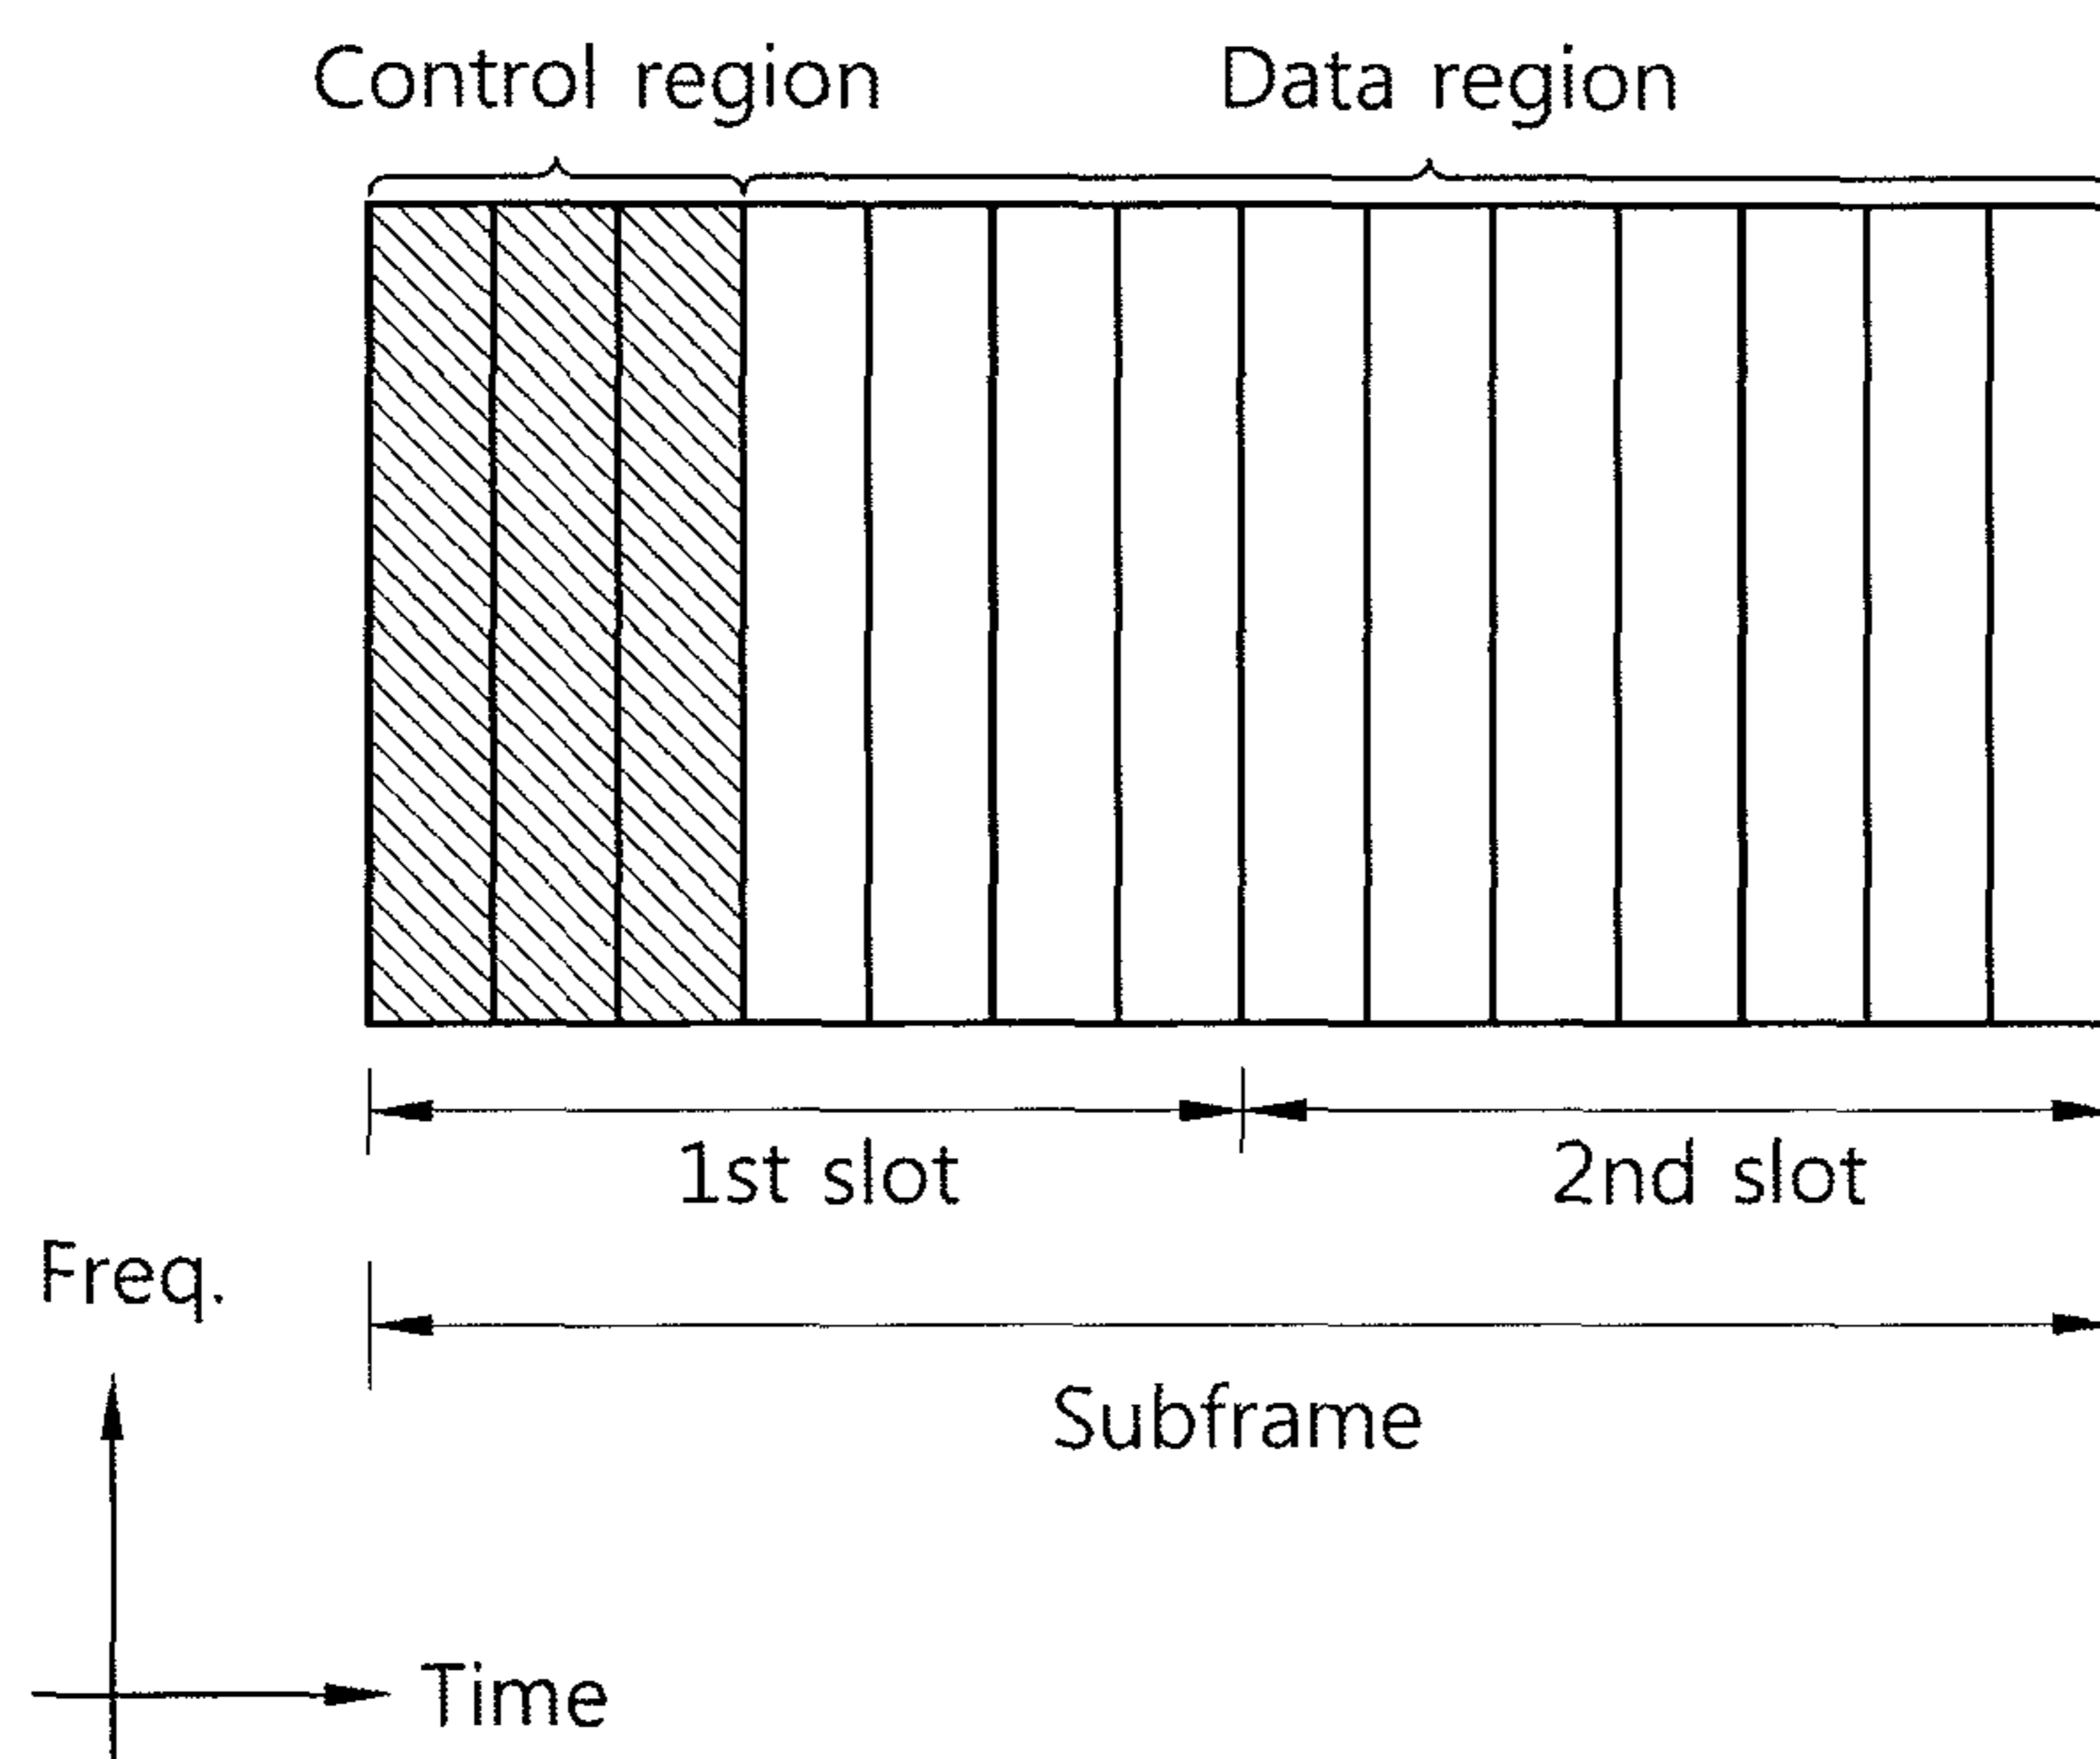 Control region
Data region
1st slot
2nd slot
Freq.
Subframe
Time